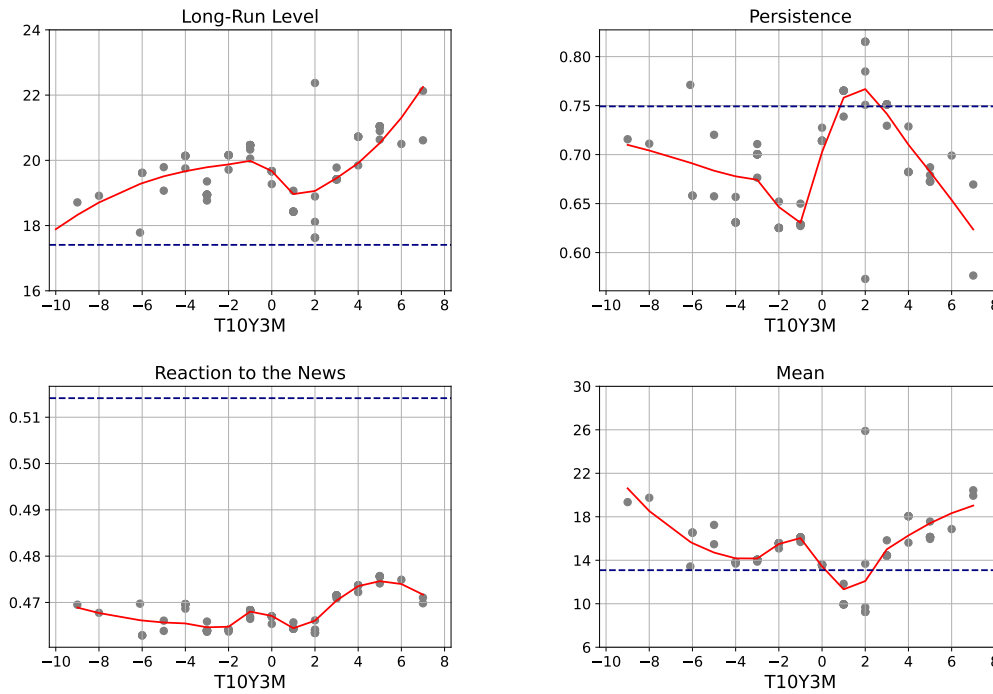 Long-Run Level
24
22
20
18
16
−10 −8 −6 −4 −2 0 2 4 6 8
T10Y3M
Persistence
0.80
0.75
0.70
0.65
0.60
−10 −8 −6 −4 −2 0 2 4 6 8
T10Y3M
Reaction to the News
0.51
0.50
0.49
0.48
0.47
−10 −8 −6 −4 −2 0 2 4 6 8
T10Y3M
Mean
30
26
22
18
14
10
6
−10 −8 −6 −4 −2 0 2 4 6 8
T10Y3M